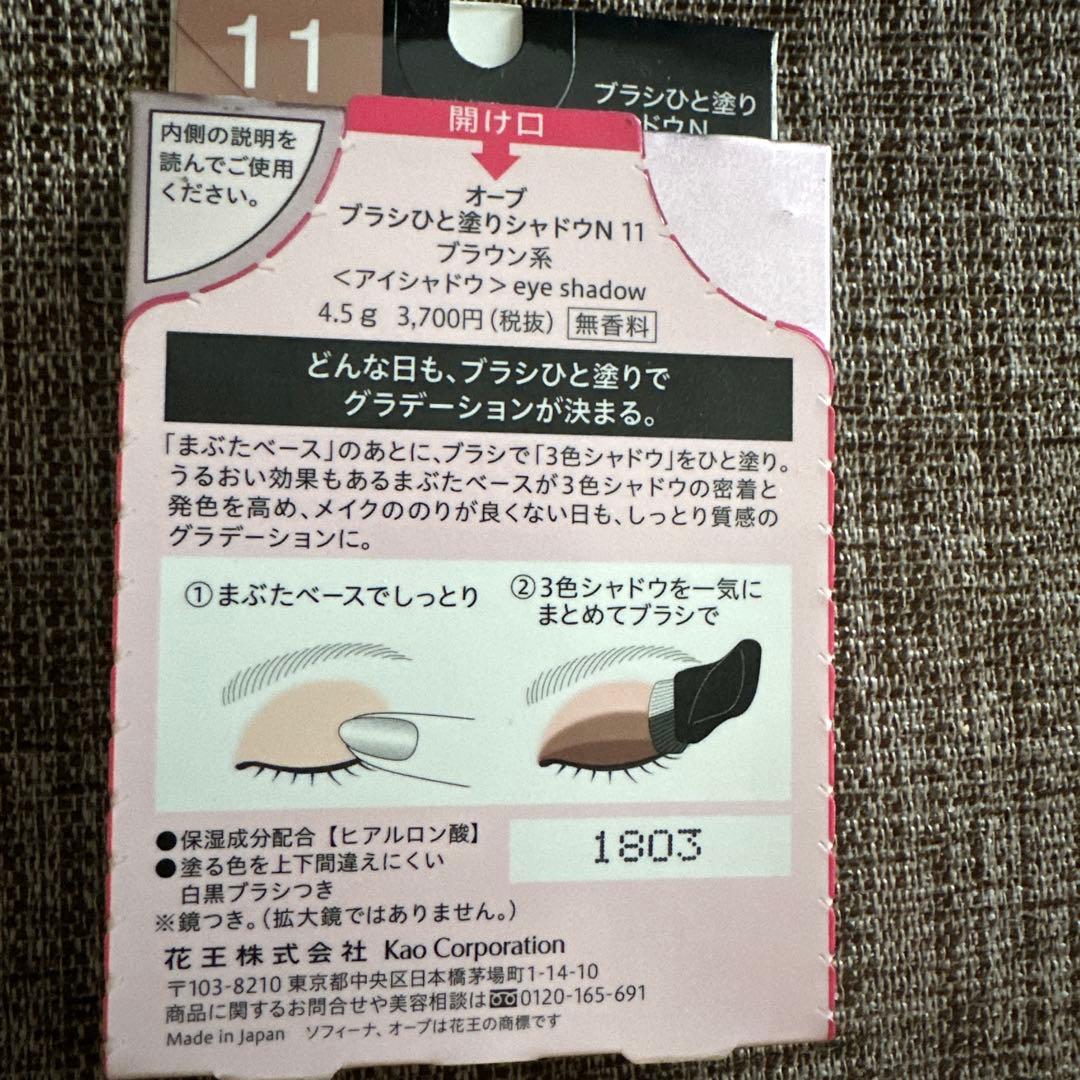 11
ブラシひと塗り
ドウN
開け口
内側の説明を
読んでご使用
ください。
オーブ
ブラシひと塗りシャドウN 11
ブラウン系
<アイシャドウ> eye shadow
4.5g 3,700円(税抜) 無香料
どんな日も、ブラシひと塗りで
グラデーションが決まる。
「まぶたベース」のあとに、ブラシで「3色シャドウ」をひと塗り。
うるおい効果もあるまぶたベースが3色シャドウの密着と
発色を高め、メイクののりが良くない日も、しっとり質感の
グラデーションに。
①まぶたベースでしっとり
②3色シャドウを一気に
まとめてブラシで
●保湿成分配合【ヒアルロン酸】
●塗る色を上下間違えにくい
白黒ブラシつき
※鏡つき。(拡大鏡ではありません。)
1803
花王株式会社 Kao Corporation
〒103-8210 東京都中央区日本橋茅場町1-14-10
商品に関するお問合せや美容相談は 0120-165-691
Made in Japan ソフィーナ、オーブは花王の商標です